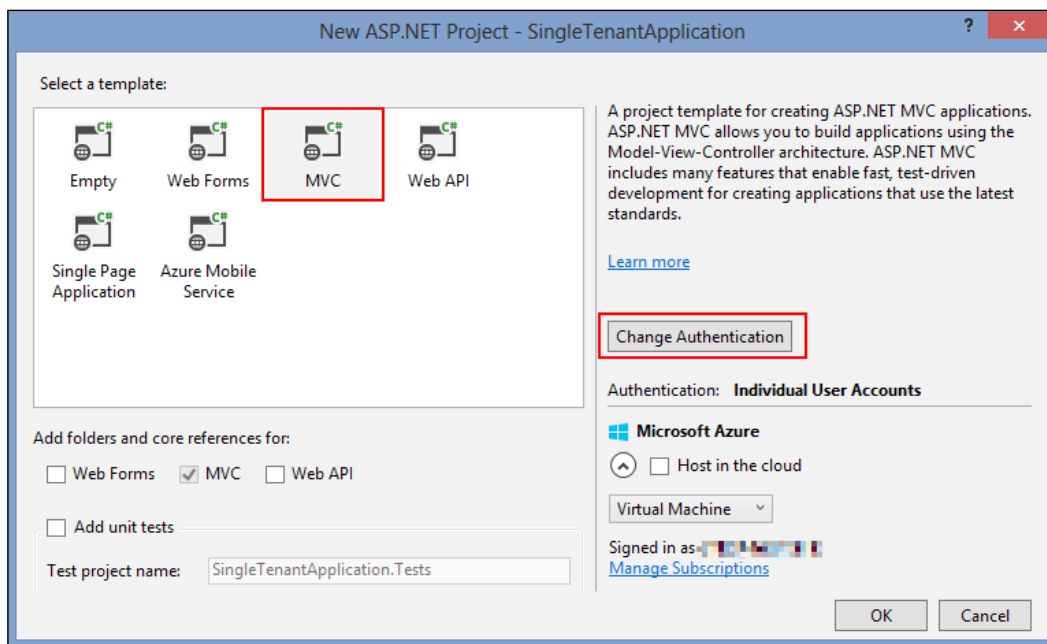 New ASP.NET Project - SingleTenantApplication
?
Select a template:
C# C# C# C#
Empty Web Forms MVC Web API
C# C#
Single Page Azure Mobile
Application Service
Add folders and core references for:
Web Forms MVC Web API
Add unit tests
Test project name: SingleTenantApplication.Tests
A project template for creating ASP.NET MVC applications.
ASP.NET MVC allows you to build applications using the
Model-View-Controller architecture. ASP.NET MVC
includes many features that enable fast, test-driven
development for creating applications that use the latest
standards.
Learn more
Change Authentication
Authentication: Individual User Accounts
Microsoft Azure
Host in the cloud
Virtual Machine
Signed in as
Manage Subscriptions
OK Cancel